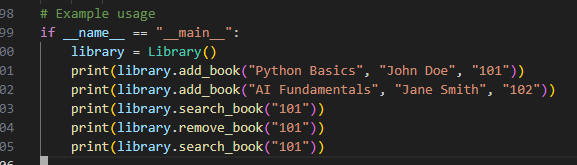 98 # Example usage
99 if __name__ == "__main__":
00     library = Library()
01     print(library.add_book("Python Basics", "John Doe", "101"))
02     print(library.add_book("AI Fundamentals", "Jane Smith", "102"))
03     print(library.search_book("101"))
04     print(library.remove_book("101"))
05     print(library.search_book("101"))